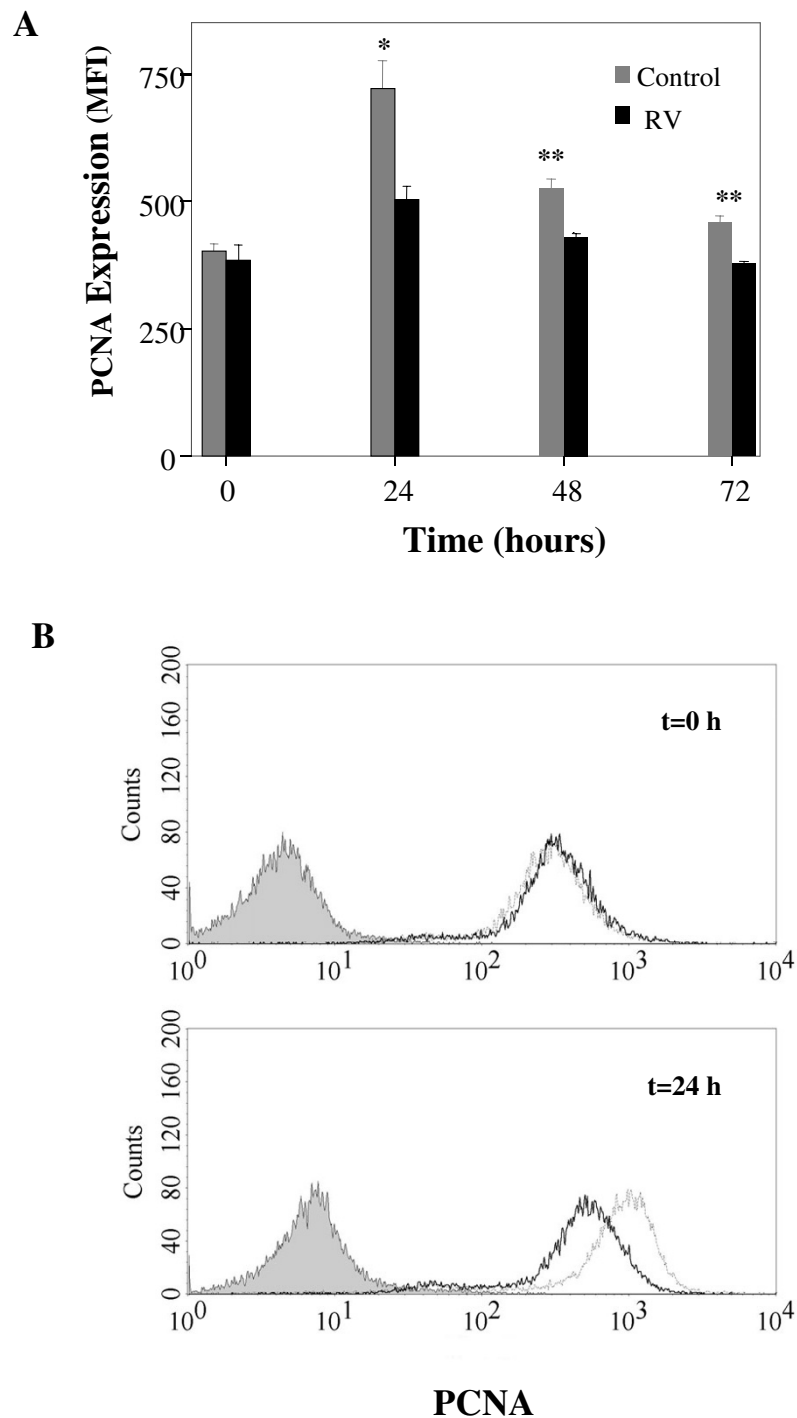 A
PCNA Expression (MFI)
750
500
250
0
*
**
**
Control
RV
0 24 48 72
Time (hours)
B
Counts
200
160
120
80
40
0
t=0 h
10^0 10^1 10^2 10^3 10^4
Counts
200
160
120
80
40
0
t=24 h
10^0 10^1 10^2 10^3 10^4
PCNA